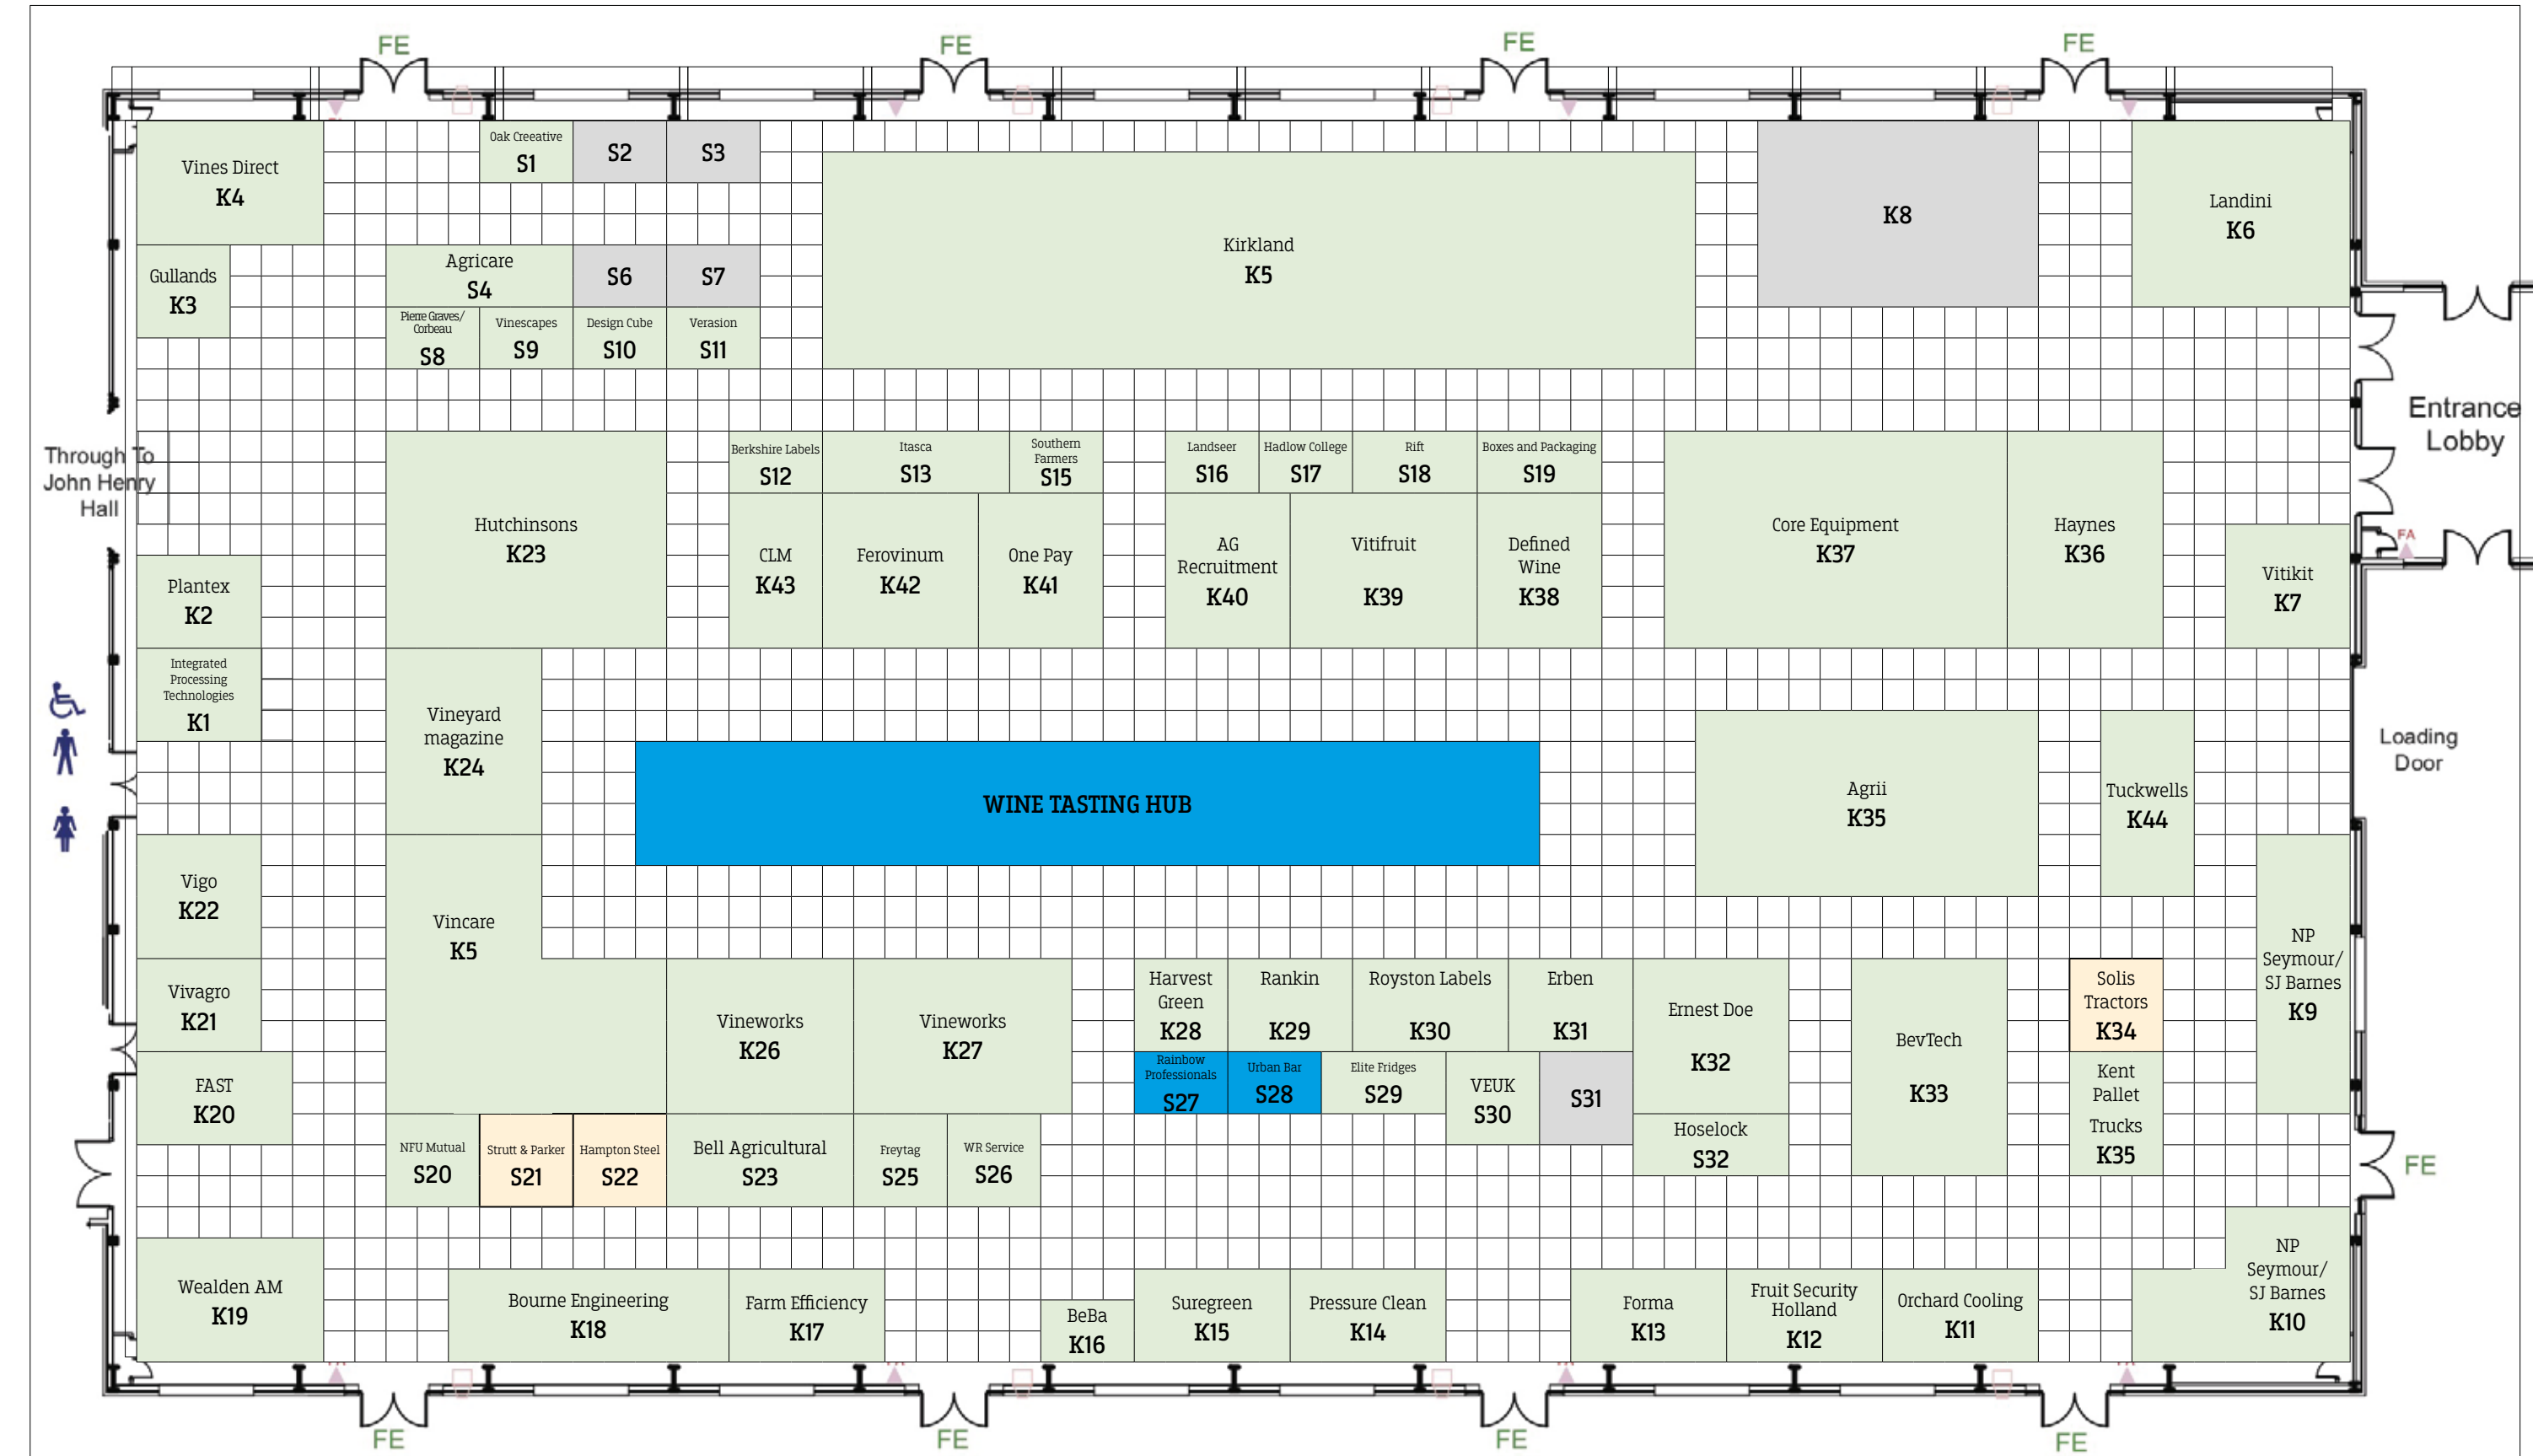 FE
FE
FE
FE
Vines Direct
K4
Oak Creeative
S1
S2
S3
Kirkland
K5
K8
Landini
K6
Gullands
K3
Agricare
S4
S6
S7
Pierre Graves/
Corbeau
S8
Vinescapes
S9
Design Cube
S10
Verasion
S11
Entrance
Lobby
Through To
John Henry
Hall
Hutchinsons
K23
Berkshire Labels
S12
Itasca
S13
Southern
Farmers
S15
Landseer
S16
Hadlow College
S17
Rift
S18
Boxes and Packaging
S19
CLM
K43
Ferovinum
K42
One Pay
K41
AG
Recruitment
K40
Vitifruit
K39
Defined
Wine
K38
Core Equipment
K37
Haynes
K36
FA
Vitikit
K7
Plantex
K2
Integrated
Processing
Technologies
K1
Vineyard
magazine
K24
WINE TASTING HUB
Agrii
K35
Tuckwells
K44
Loading
Door
Vigo
K22
Vincare
K5
Vivagro
K21
FAST
K20
Vineworks
K26
Vineworks
K27
Harvest
Green
K28
Rankin
K29
Royston Labels
K30
Erben
K31
Ernest Doe
K32
BevTech
K33
Solis
Tractors
K34
NP
Seymour/
SJ Barnes
K9
Rainbow
Professionals
S27
Urban Bar
S28
Elite Fridges
S29
VEUK
S30
S31
Kent
Pallet
Trucks
K35
Hoselock
S32
NFU Mutual
S20
Strutt & Parker
S21
Hampton Steel
S22
Bell Agricultural
S23
Freytag
S25
WR Service
S26
FE
Wealden AM
K19
Bourne Engineering
K18
Farm Efficiency
K17
BeBa
K16
Suregreen
K15
Pressure Clean
K14
Forma
K13
Fruit Security
Holland
K12
Orchard Cooling
K11
NP
Seymour/
SJ Barnes
K10
FE
FE
FE
FE